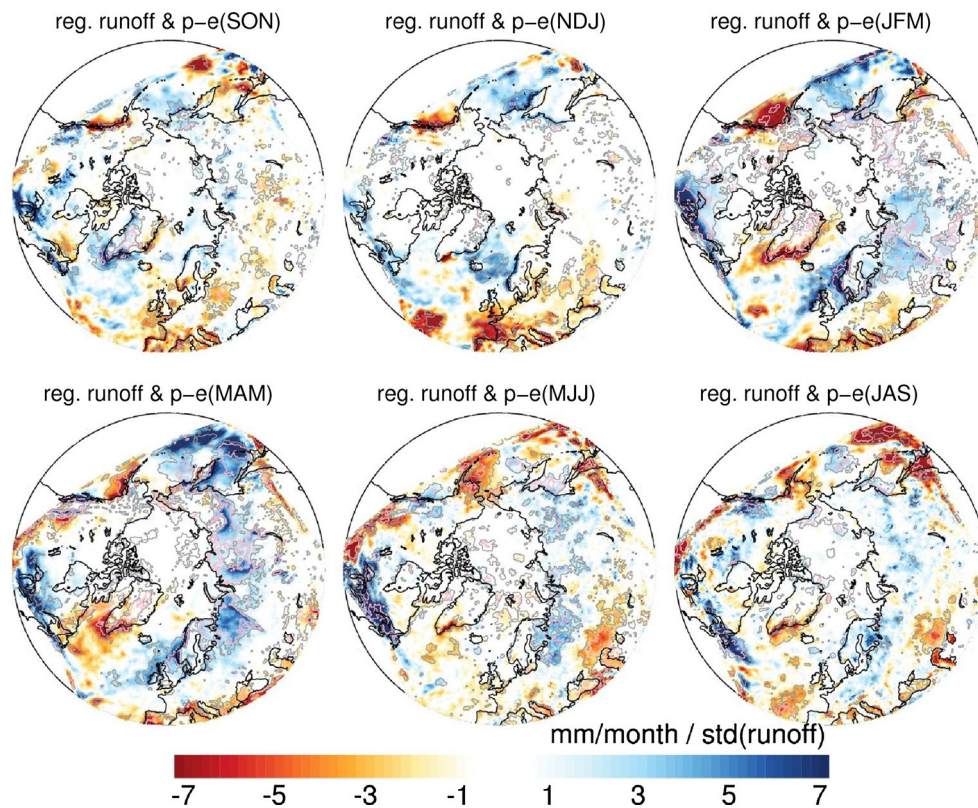 reg. runoff & p−e(SON)
reg. runoff & p−e(NDJ)
reg. runoff & p−e(JFM)
reg. runoff & p−e(MAM)
reg. runoff & p−e(MJJ)
reg. runoff & p−e(JAS)
mm/month / std(runoff)
-7 -5 -3 -1 1 3 5 7